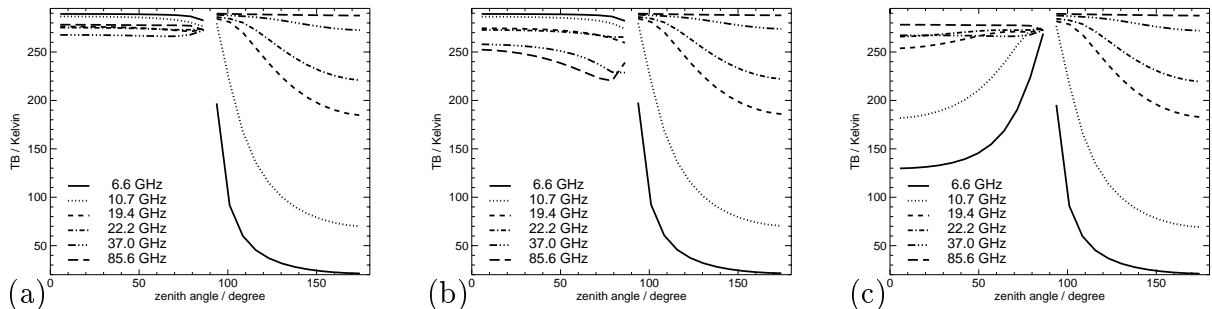 TB / Kelvin
250
200
150
100
50
6.6 GHz
10.7 GHz
19.4 GHz
22.2 GHz
37.0 GHz
85.6 GHz
0
50
100
150
zenith angle / degree
(a)
TB / Kelvin
250
200
150
100
50
6.6 GHz
10.7 GHz
19.4 GHz
22.2 GHz
37.0 GHz
85.6 GHz
0
50
100
150
zenith angle / degree
(b)
TB / Kelvin
250
200
150
100
50
6.6 GHz
10.7 GHz
19.4 GHz
22.2 GHz
37.0 GHz
85.6 GHz
0
50
100
150
zenith angle / degree
(c)